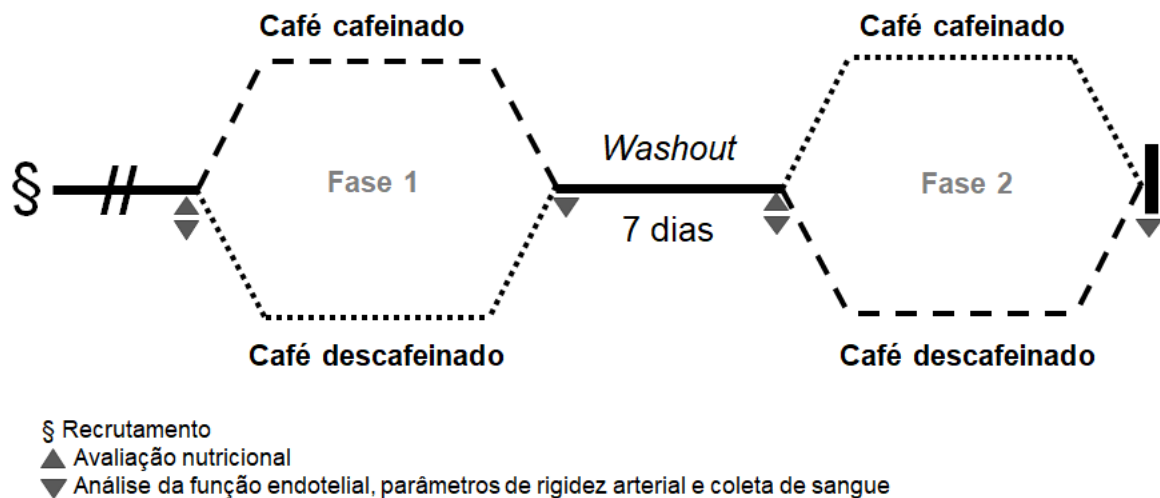 Café cafeinado
Café cafeinado
Washout
§
Fase 1
Fase 2
7 dias
Café descafeinado
Café descafeinado
§ Recrutamento
Avaliação nutricional
Análise da função endotelial, parâmetros de rigidez arterial e coleta de sangue